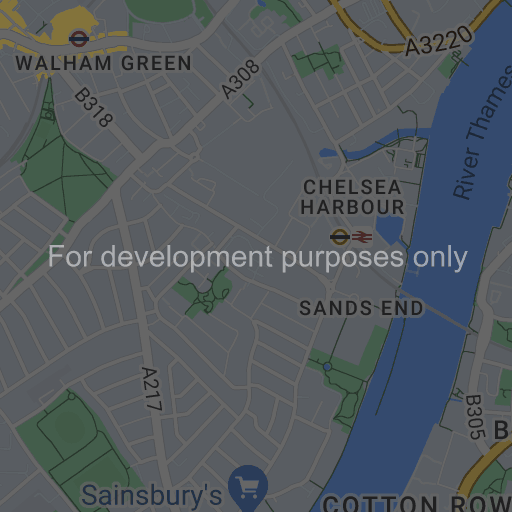 A3220
WALHAM GREEN
A308
B318
River Thames
CHELSEA
HARBOUR
For development purposes only
SANDS END
A217
B305
B
Sainsbury's
COTTON ROW